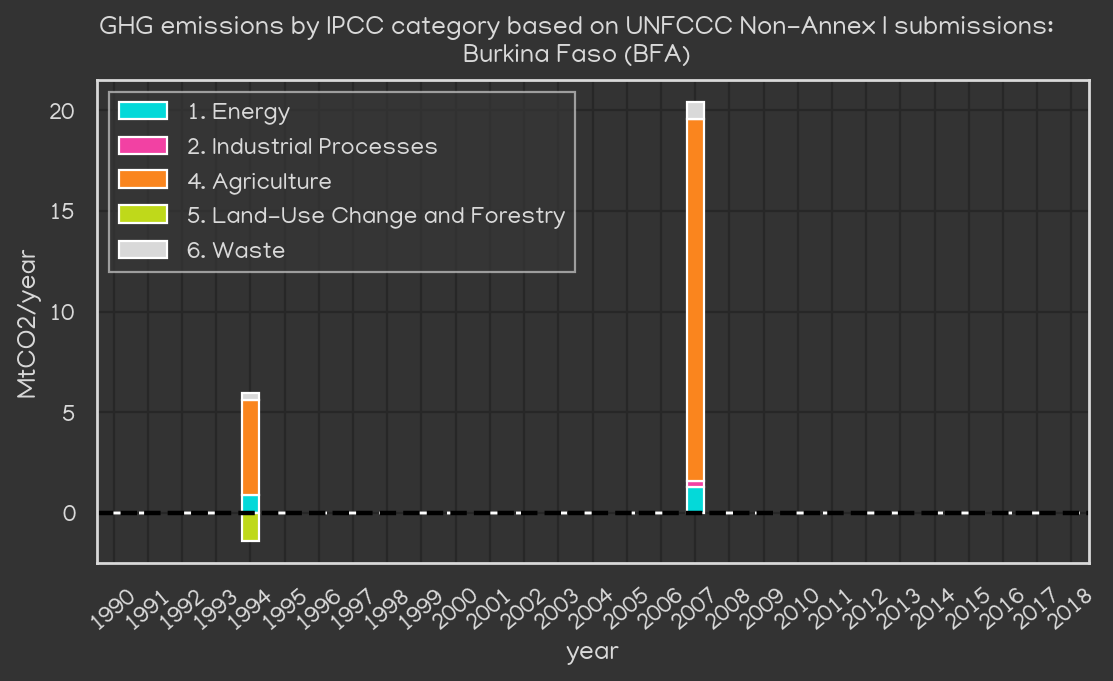 GHG emissions by IPCC category based on UNFCCC Non-Annex I submissions:
Burkina Faso (BFA)
1. Energy
2. Industrial Processes
4. Agriculture
5. Land-Use Change and Forestry
6. Waste
MtCO2/year
20
15
10
5
0
1990 1991 1992 1993 1994 1995 1996 1997 1998 1999 2000 2001 2002 2003 2004 2005 2006 2007 2008 2009 2010 2011 2012 2013 2014 2015 2016 2017 2018
year